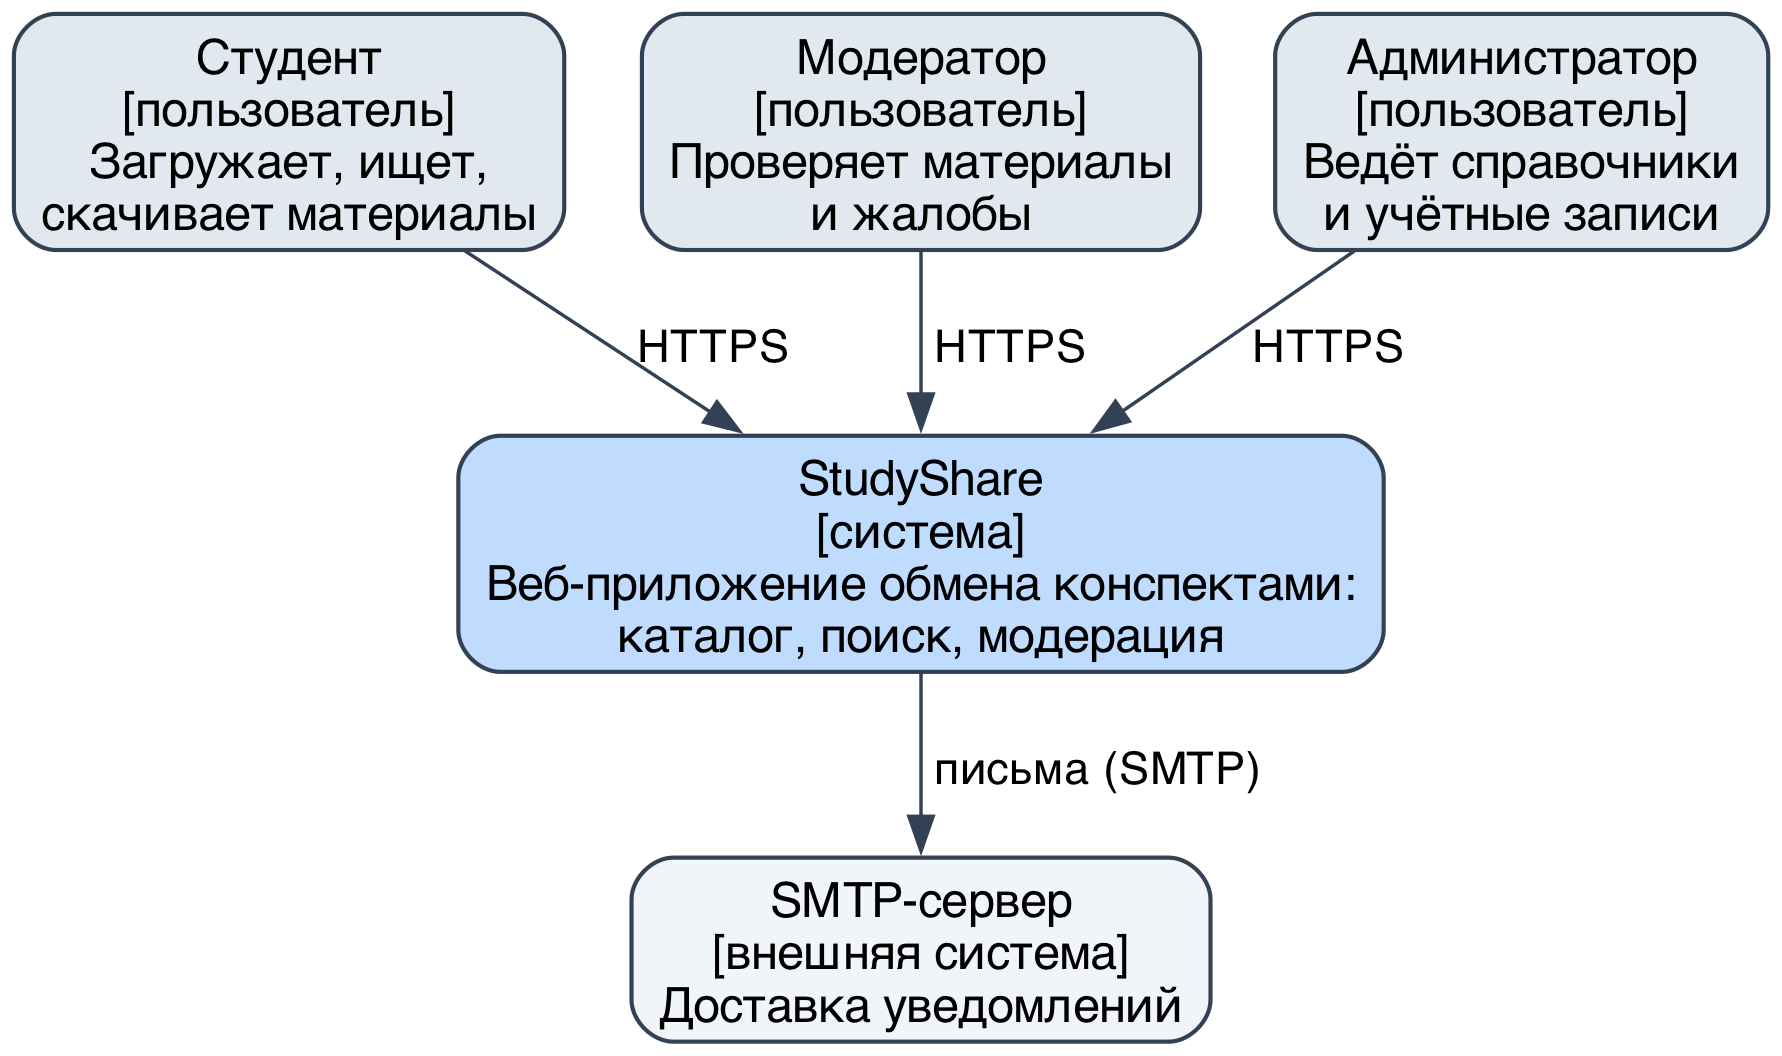 Студент
[пользователь]
Загружает, ищет,
скачивает материалы
Модератор
[пользователь]
Проверяет материалы
и жалобы
Администратор
[пользователь]
Ведёт справочники
и учётные записи
HTTPS
HTTPS
HTTPS
StudyShare
[система]
Веб-приложение обмена конспектами:
каталог, поиск, модерация
письма (SMTP)
SMTP-сервер
[внешняя система]
Доставка уведомлений